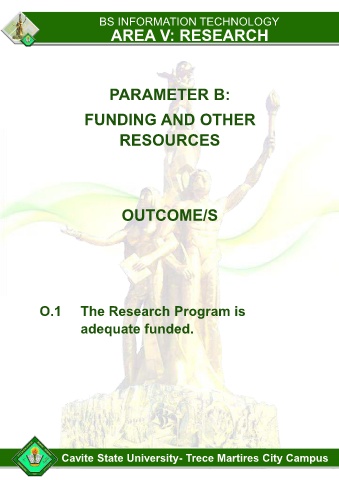 BS INFORMATION TECHNOLOGY
AREA V: RESEARCH
PARAMETER B:
FUNDING AND OTHER
RESOURCES
OUTCOME/S
O.1 The Research Program is
adequate funded.
Cavite State University- Trece Martires City Campus